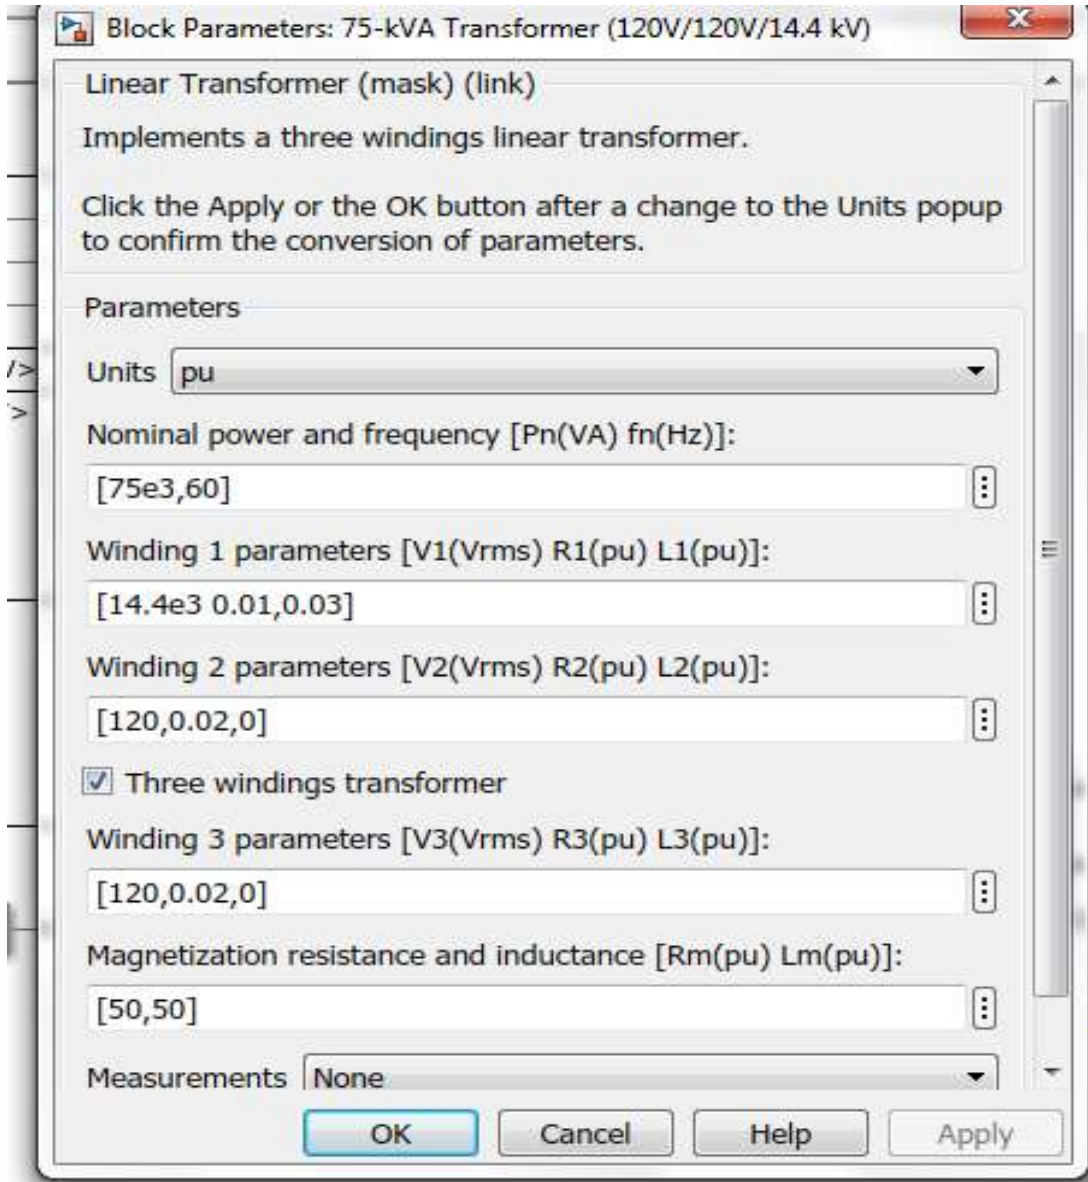 Block Parameters: 75-kVA Transformer (120V/120V/14.4 kV)
Linear Transformer (mask) (link)
Implements a three windings linear transformer.
Click the Apply or the OK button after a change to the Units popup
to confirm the conversion of parameters.
Parameters
Units pu
Nominal power and frequency [Pn(VA) fn(Hz)]:
[75e3,60]
Winding 1 parameters [V1(Vrms) R1(pu) L1(pu)]:
[14.4e3 0.01,0.03]
Winding 2 parameters [V2(Vrms) R2(pu) L2(pu)]:
[120,0.02,0]
Three windings transformer
Winding 3 parameters [V3(Vrms) R3(pu) L3(pu)]:
[120,0.02,0]
Magnetization resistance and inductance [Rm(pu) Lm(pu)]:
[50,50]
Measurements None
OK Cancel Help Apply